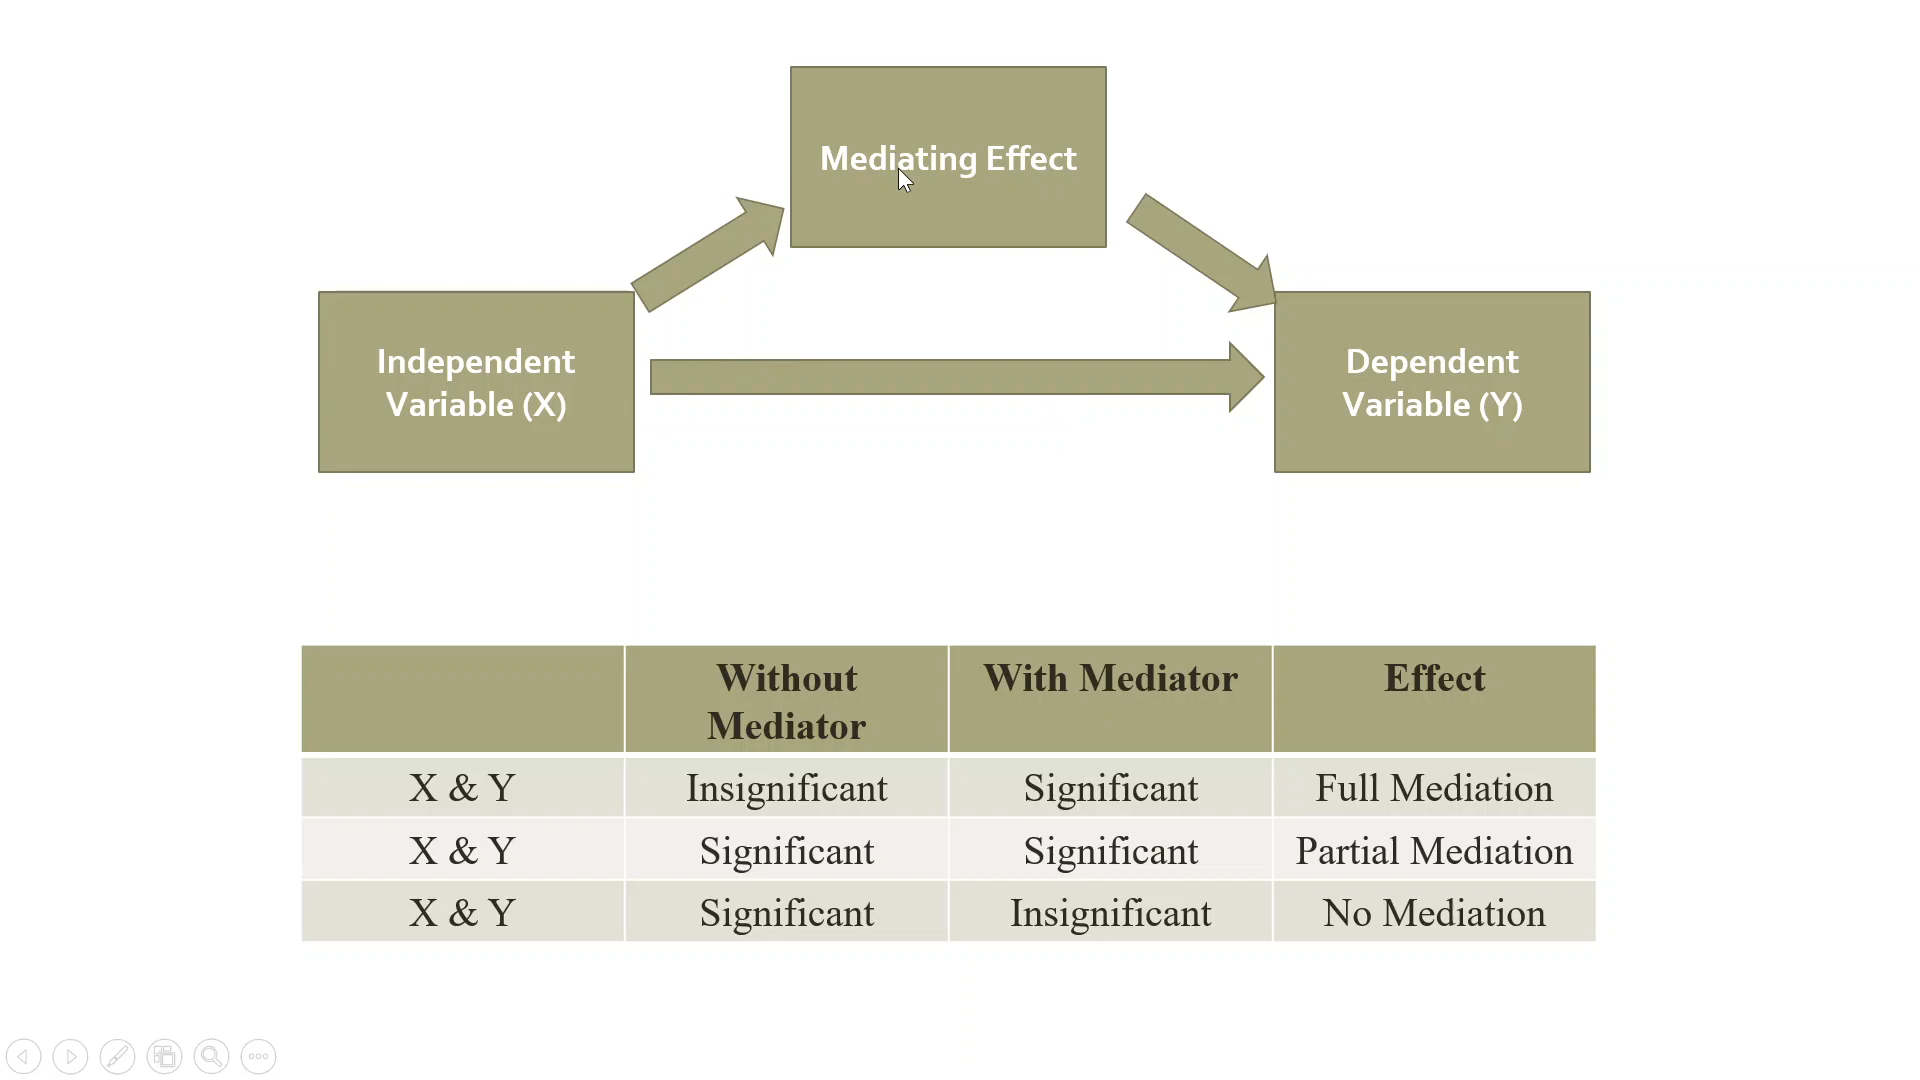 Mediating Effect
Independent
Variable (X)
Dependent
Variable (Y)
Without
Mediator
With Mediator
Effect
X & Y
Insignificant
Significant
Full Mediation
X & Y
Significant
Significant
Partial Mediation
X & Y
Significant
Insignificant
No Mediation